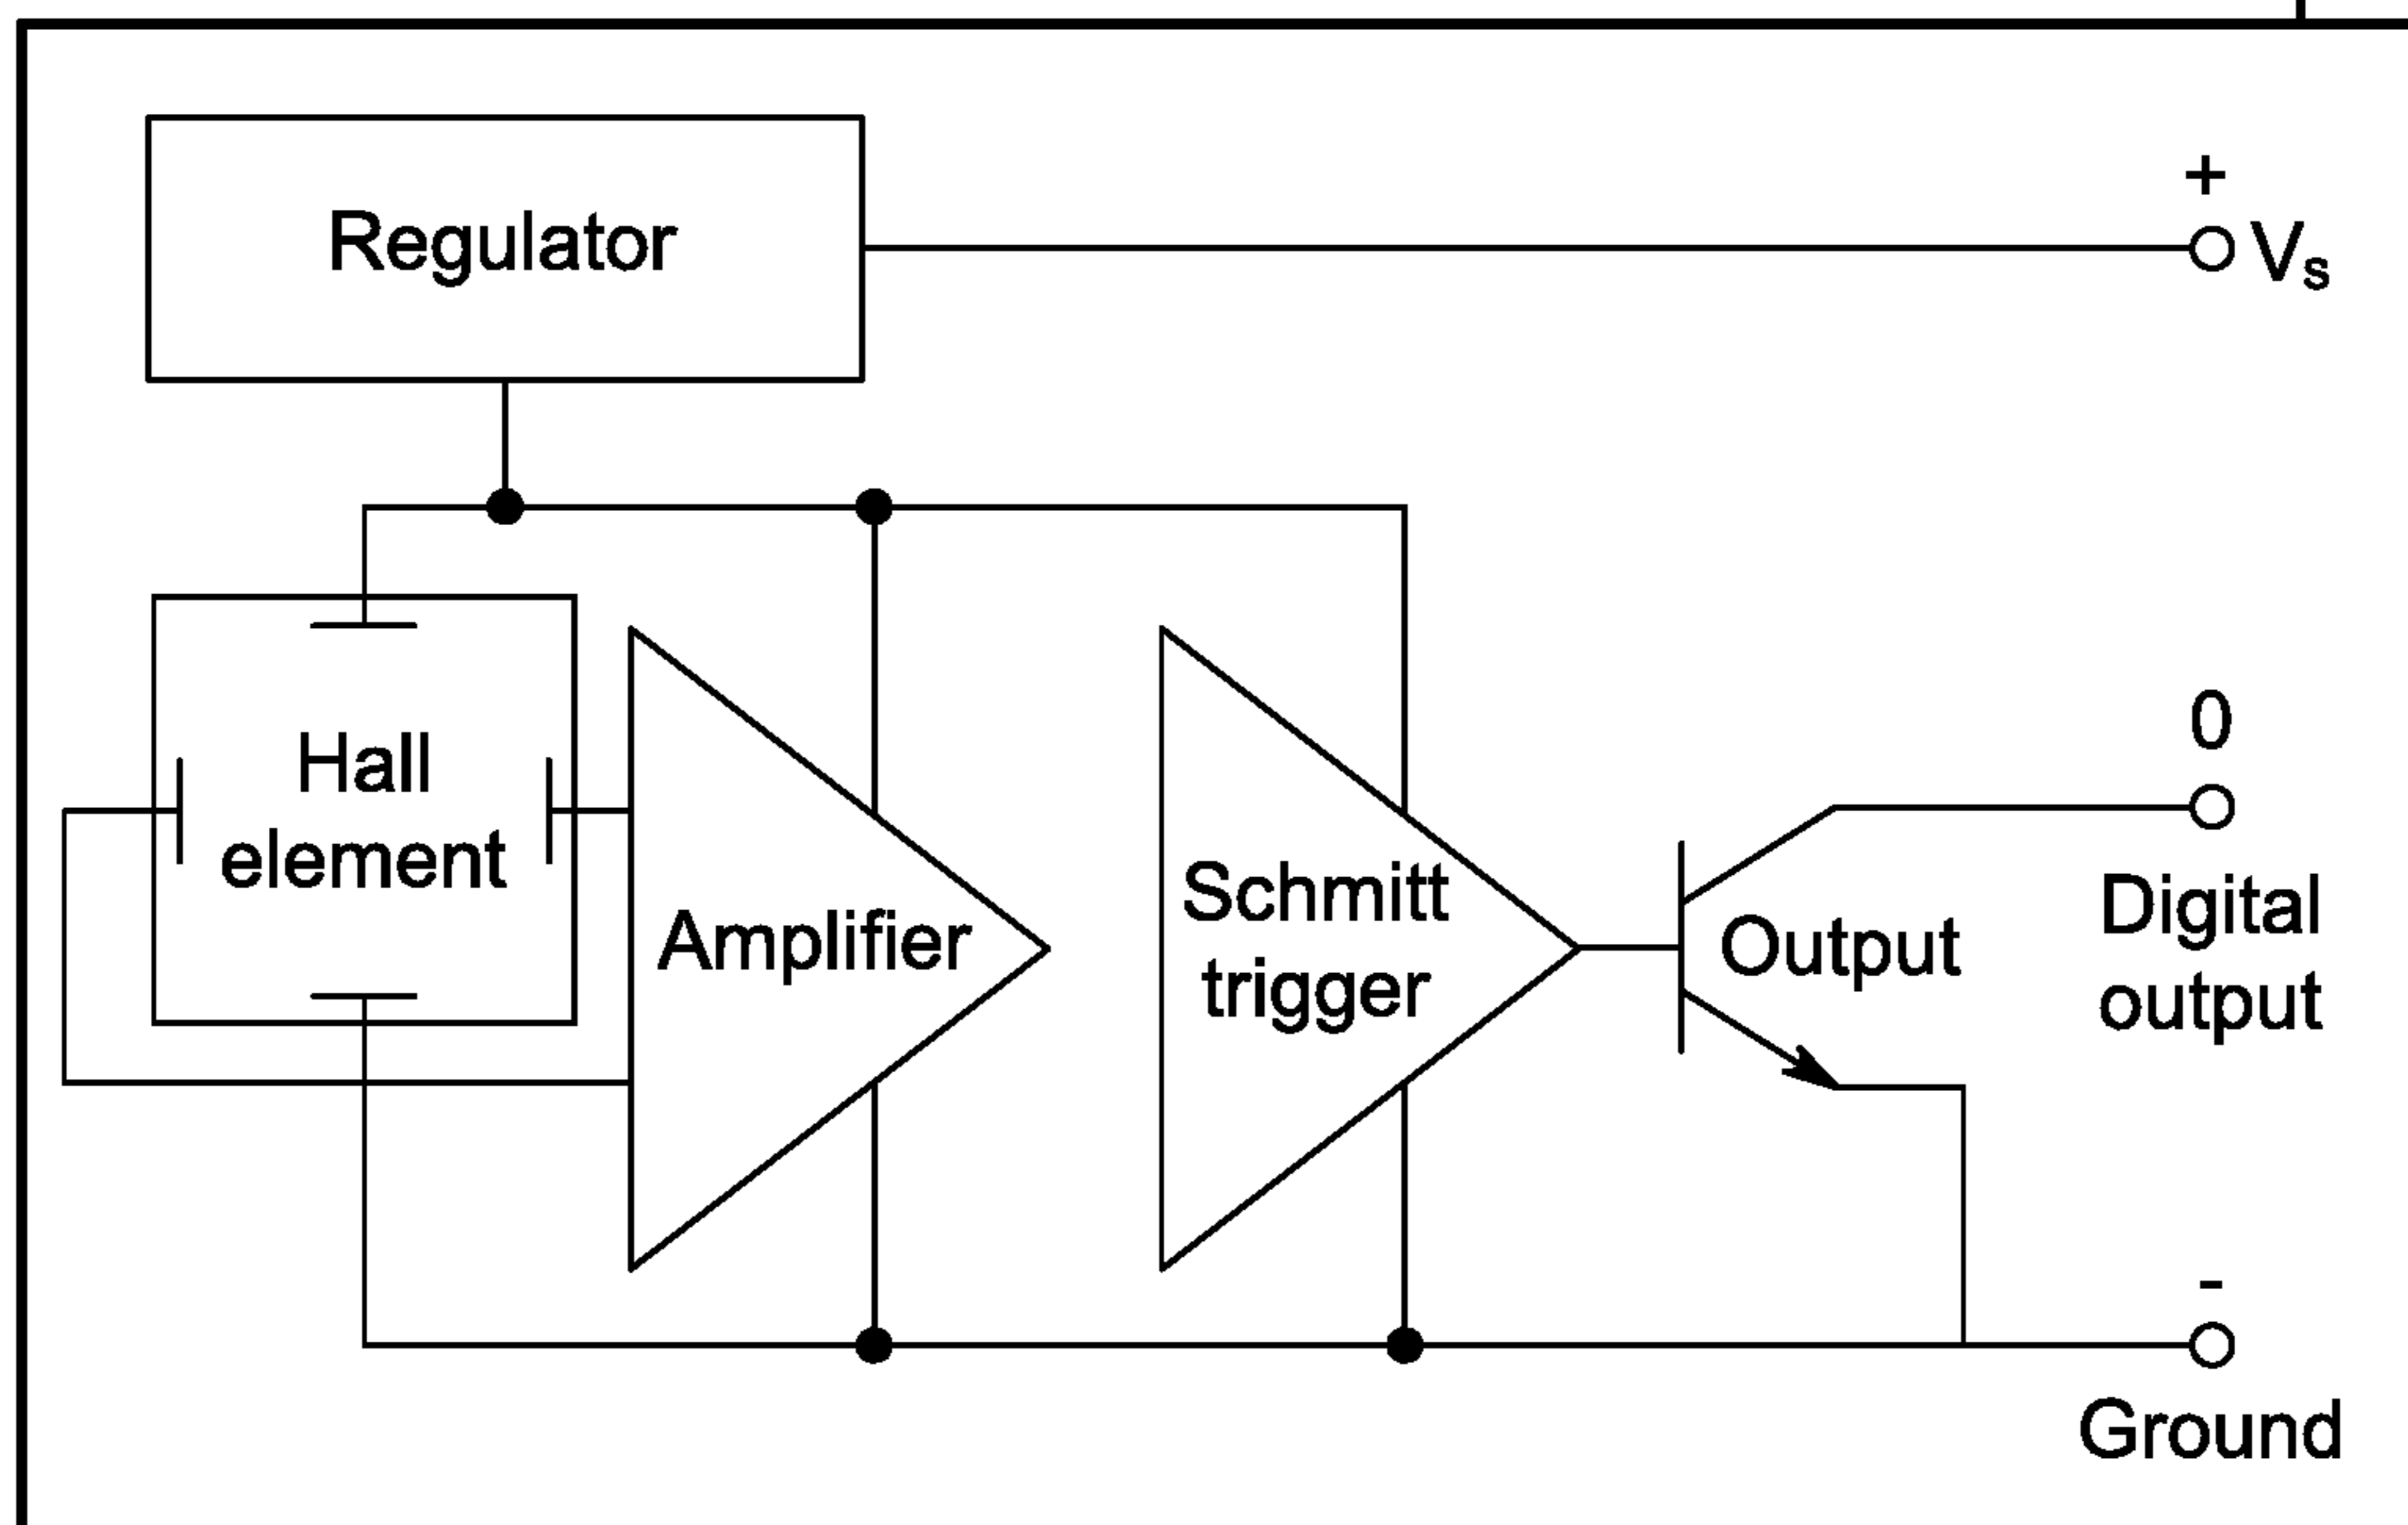 Regulator
+
Vs
Hall
element
Amplifier
Schmitt
trigger
Output
0
Digital
output
-
Ground